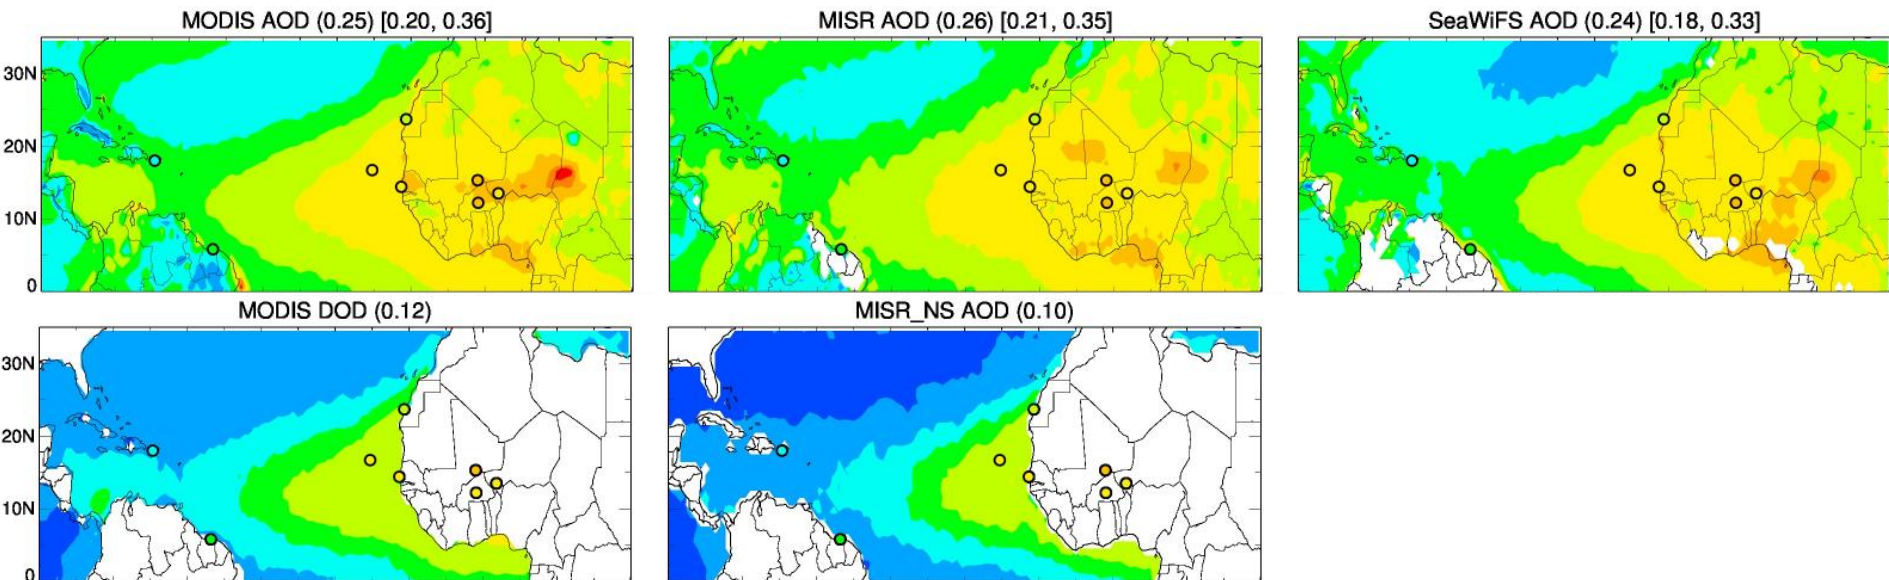 MODIS AOD (0.25) [0.20, 0.36]
MISR AOD (0.26) [0.21, 0.35]
SeaWiFS AOD (0.24) [0.18, 0.33]
30N
20N
10N
0
MODIS DOD (0.12)
MISR_NS AOD (0.10)
30N
20N
10N
0